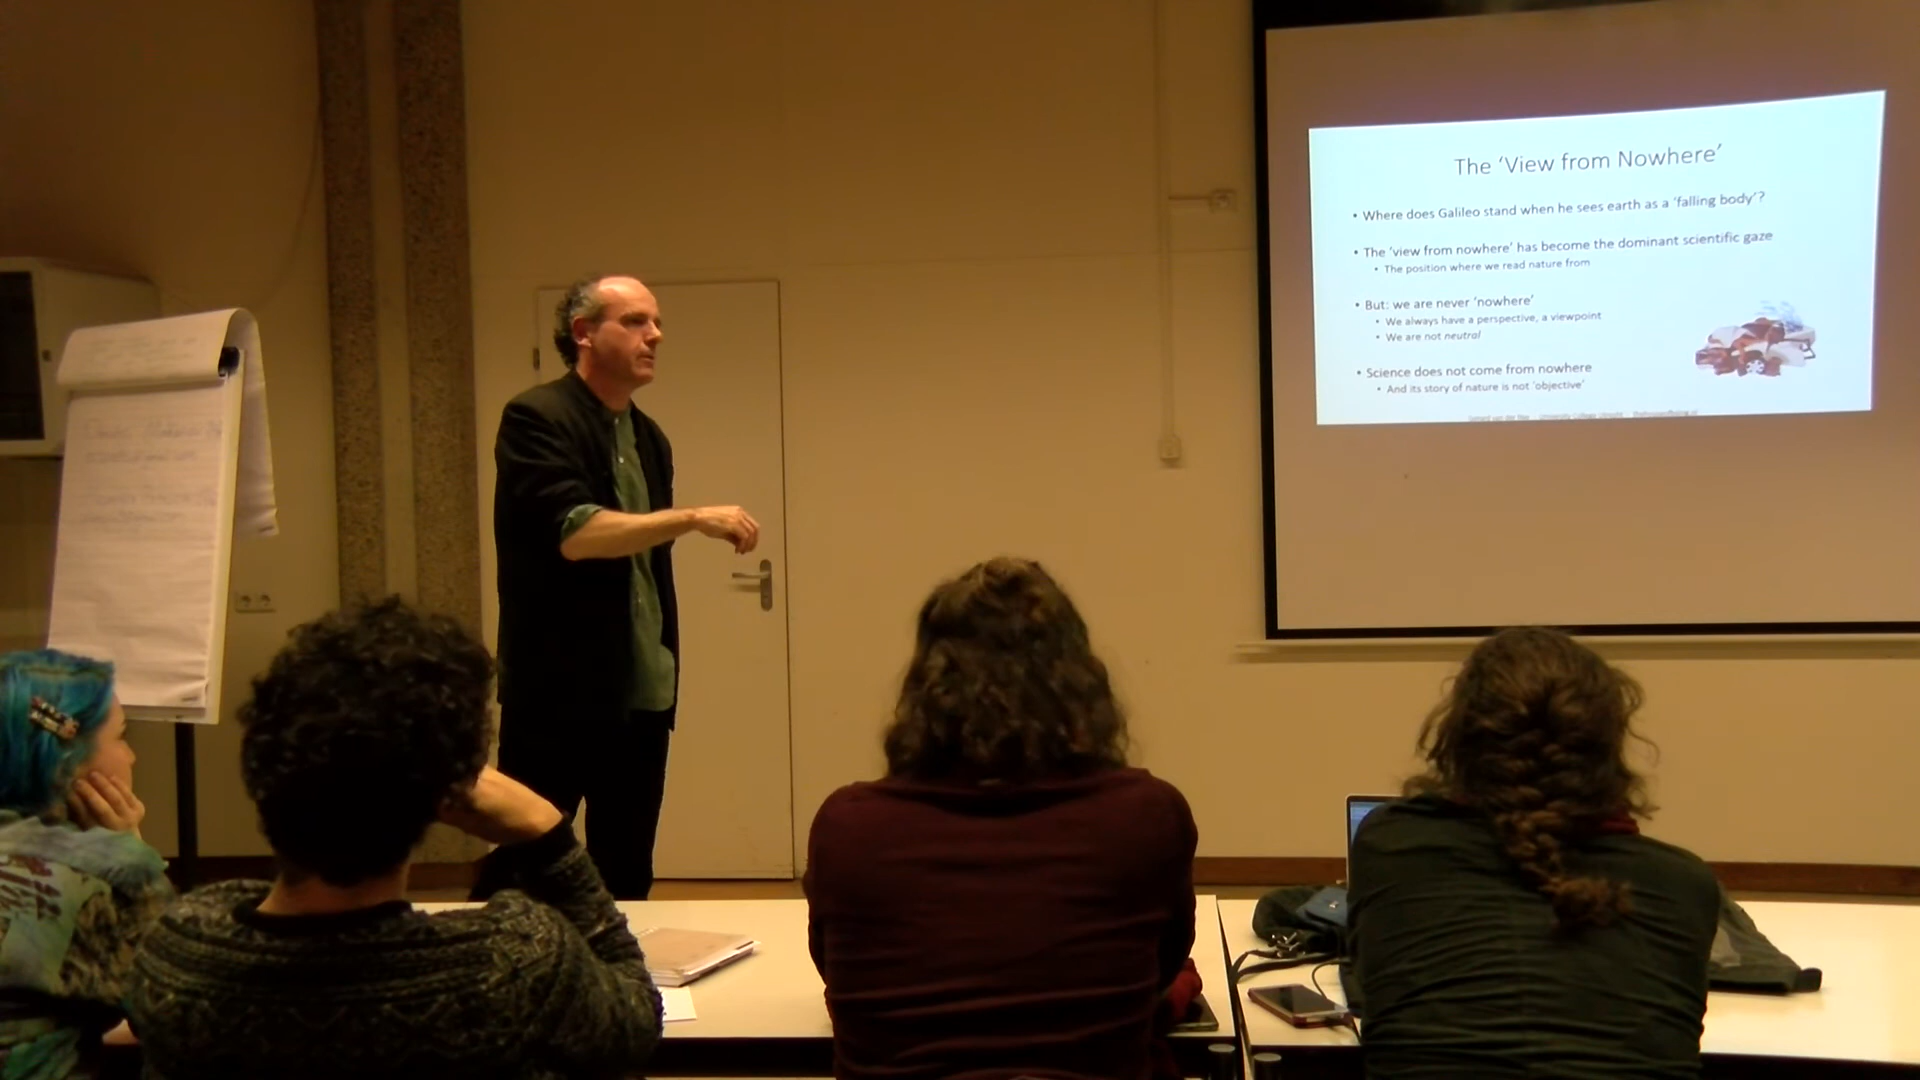 The 'View from Nowhere'
• Where does Galileo stand when he sees earth as a 'falling body'?
• The 'view from nowhere' has become the dominant scientific gaze
• The position where we read nature from
• But: we are never 'nowhere'
• We always have a perspective, a viewpoint
• We are not neutral
• Science does not come from nowhere
• And its story of nature is not 'objective'
University College Utrecht